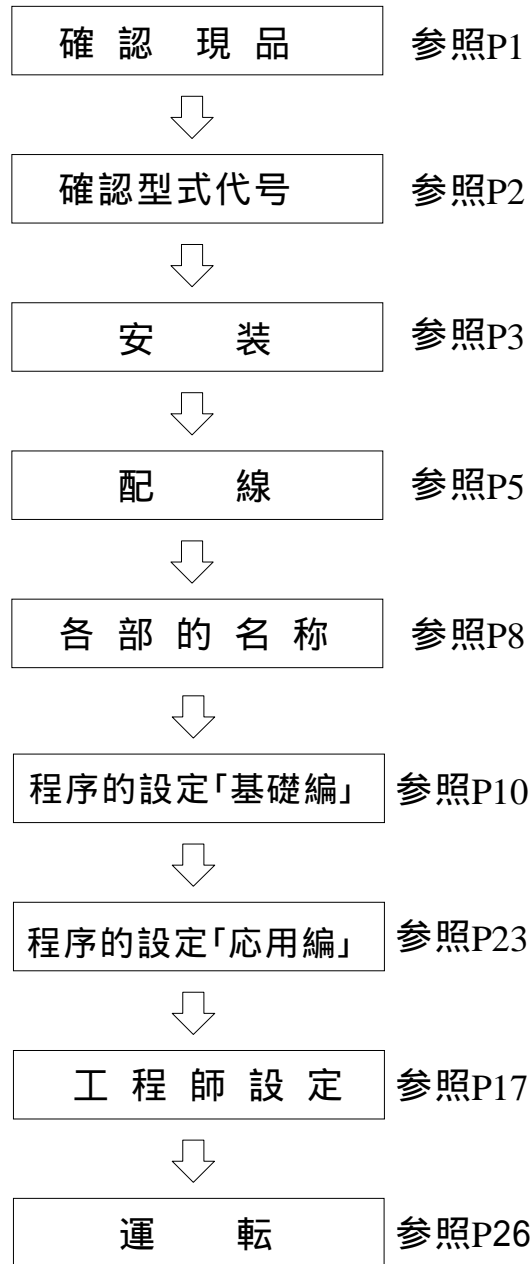 確認現品 参照P1
確認型式代号 参照P2
安装 参照P3
配線 参照P5
各部的名称 参照P8
程序的設定「基礎編」 参照P10
程序的設定「応用編」 参照P23
工程師設定 参照P17
運転 参照P26